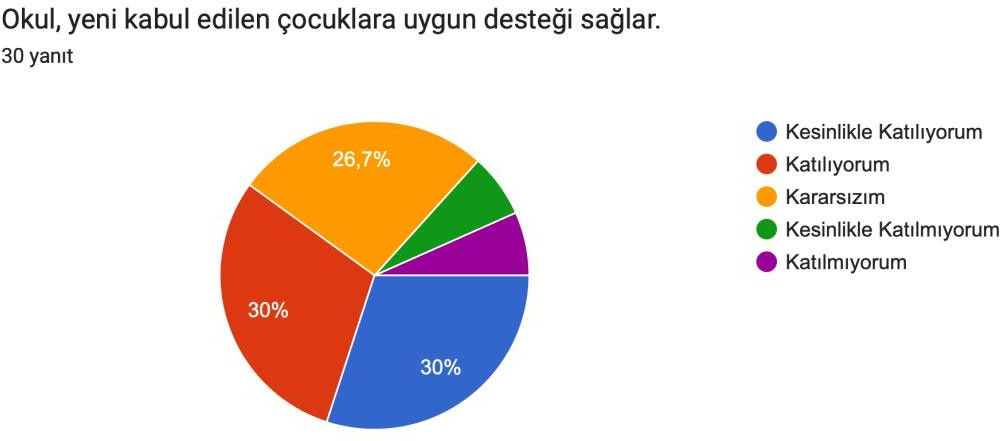 Okul, yeni kabul edilen çocuklara uygun desteği sağlar.
30 yanıt
26,7%
30%
30%
Kesinlikle Katılıyorum
Katılıyorum
Kararsızım
Kesinlikle Katılmıyorum
Katılmıyorum